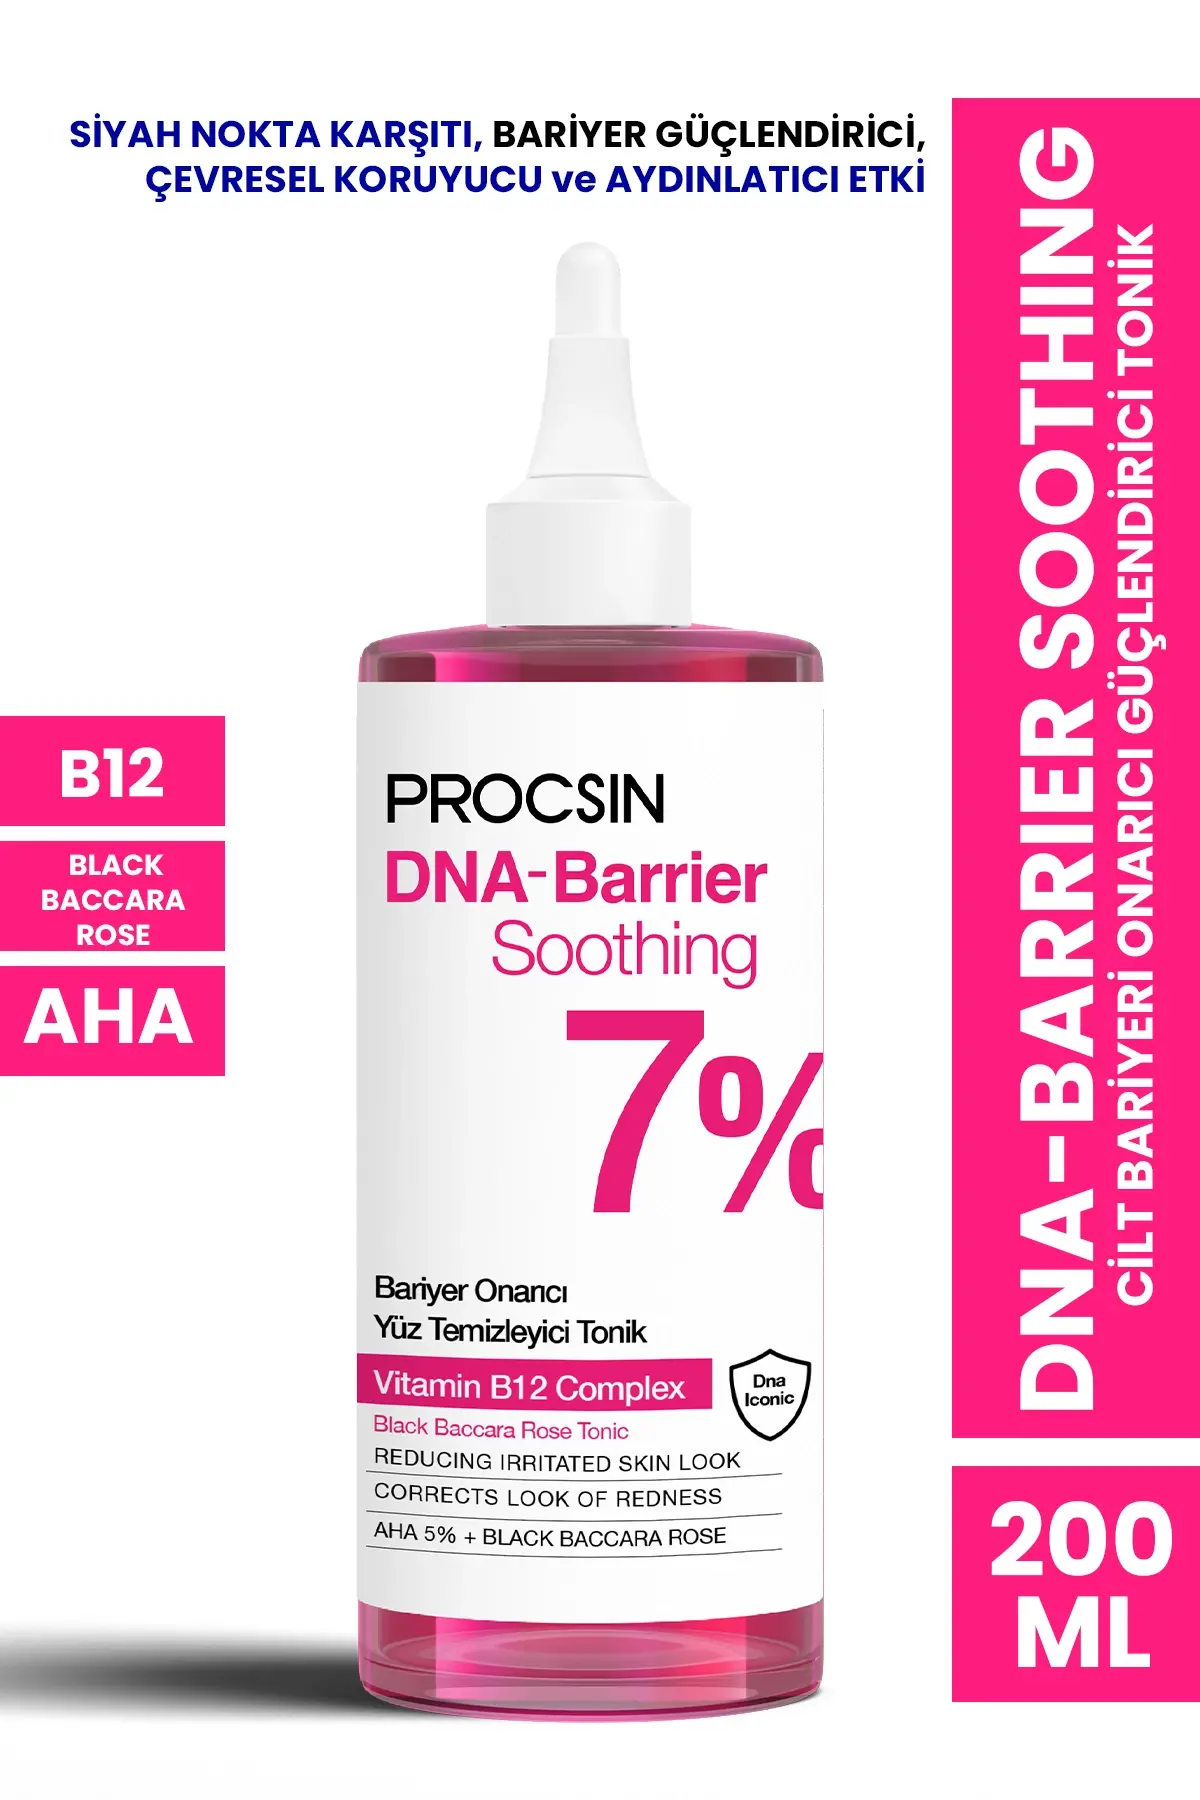 SİYAH NOKTA KARŞITI, BARİYER GÜÇLENDİRİCİ,
ÇEVRESEL KORUYUCU ve AYDINLATICI ETKİ
B12
BLACK
BACCARA
ROSE
AHA
PROCSIN
DNA-Barrier
Soothing
7%
Bariyer Onarıcı
Yüz Temizleyici Tonik
Vitamin B12 Complex
Black Baccara Rose Tonic
Dna
Iconic
REDUCING IRRITATED SKIN LOOK
CORRECTS LOOK OF REDNESS
AHA 5% + BLACK BACCARA ROSE
DNA-BARRIER SOOTHING
CİLT BARİYERİ ONARICI GÜÇLENDİRİCİ TONİK
200
ML